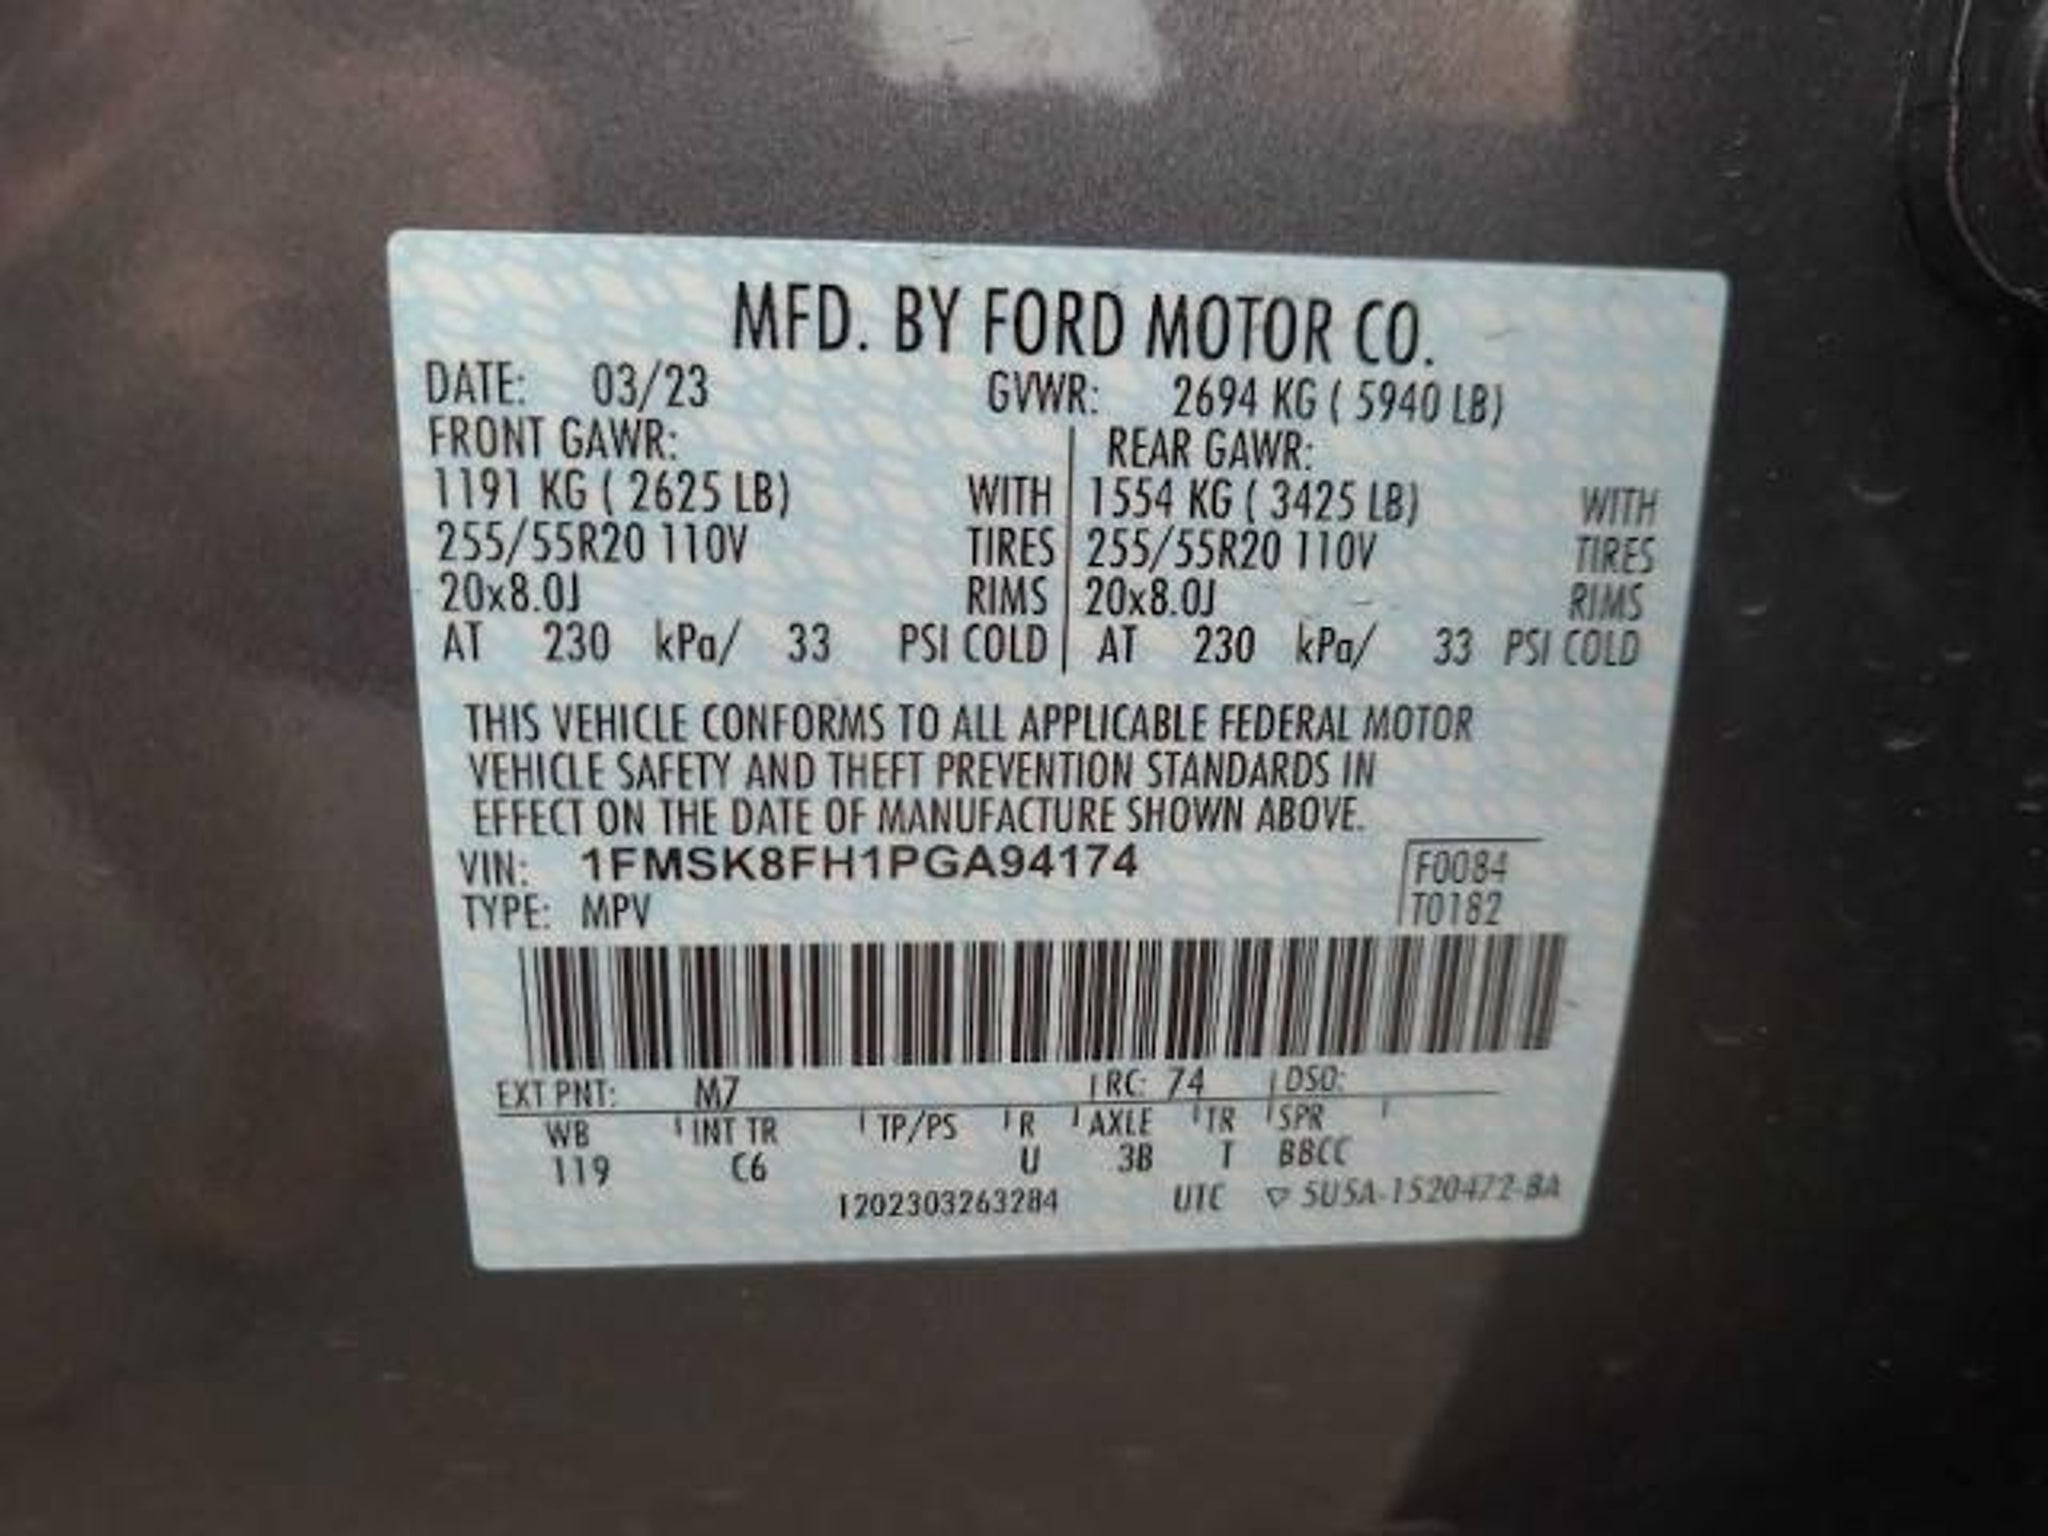 MFD. BY FORD MOTOR CO.
DATE: 03/23 GVWR: 2694 KG ( 5940 LB)
FRONT GAWR: REAR GAWR:
1191 KG ( 2625 LB) WITH 1554 KG ( 3425 LB) WITH
255/55R20 110V TIRES 255/55R20 110V TIRES
20x8.0J RIMS 20x8.0J RIMS
AT 230 kPa/ 33 PSI COLD AT 230 kPa/ 33 PSI COLD
THIS VEHICLE CONFORMS TO ALL APPLICABLE FEDERAL MOTOR
VEHICLE SAFETY AND THEFT PREVENTION STANDARDS IN
EFFECT ON THE DATE OF MANUFACTURE SHOWN ABOVE.
VIN: 1FMSK8FH1PGA94174 F0084
TYPE: MPV T0182
EXT PNT: M7 RC: 74 DSO:
WB INT TR TP/PS R AXLE TR SPR
119 C6 U 3B T BBCC
1202303263284 UTC ▽ 5U5A-1520472-BA